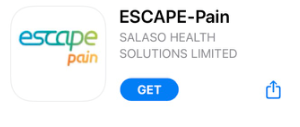 escape
pain
ESCAPE-Pain
SALASO HEALTH
SOLUTIONS LIMITED
GET